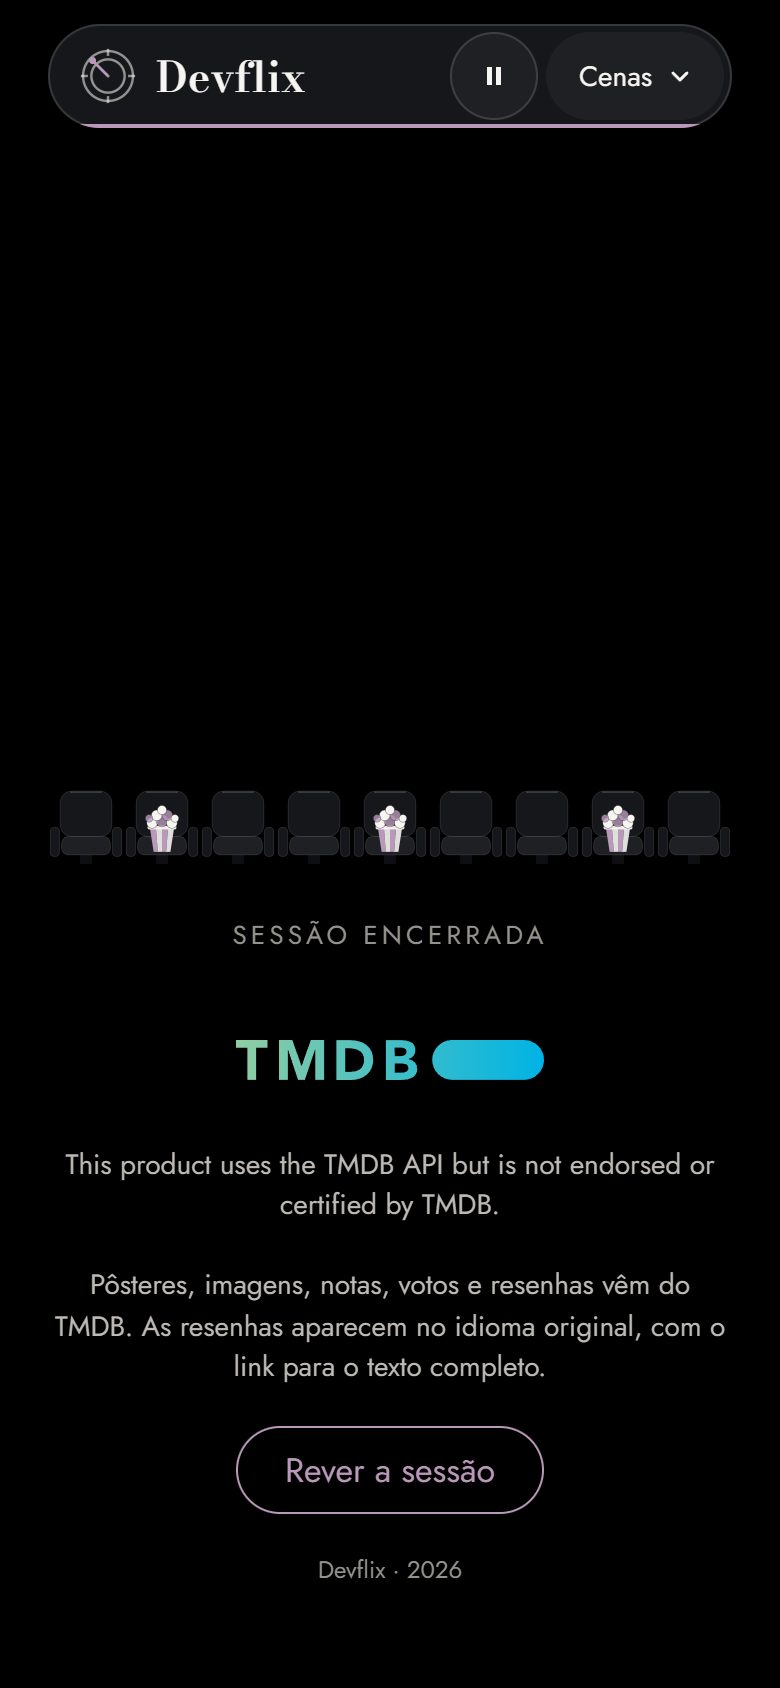 Devflix
Cenas
SESSÃO ENCERRADA
TMDB
This product uses the TMDB API but is not endorsed or
certified by TMDB.
Pôsteres, imagens, notas, votos e resenhas vêm do
TMDB. As resenhas aparecem no idioma original, com o
link para o texto completo.
Rever a sessão
Devflix · 2026